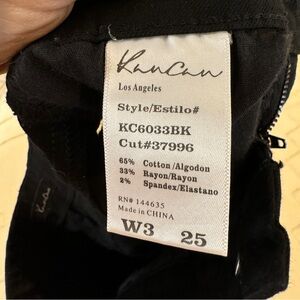 KanCan
Los Angeles
Style/Estilo#
KC6033BK
Cut#37996
65% Cotton/Algodon
33% Rayon/Rayon
2% Spandex/Elastano
RN# 144635
Made in CHINA
W3 25
KanCan